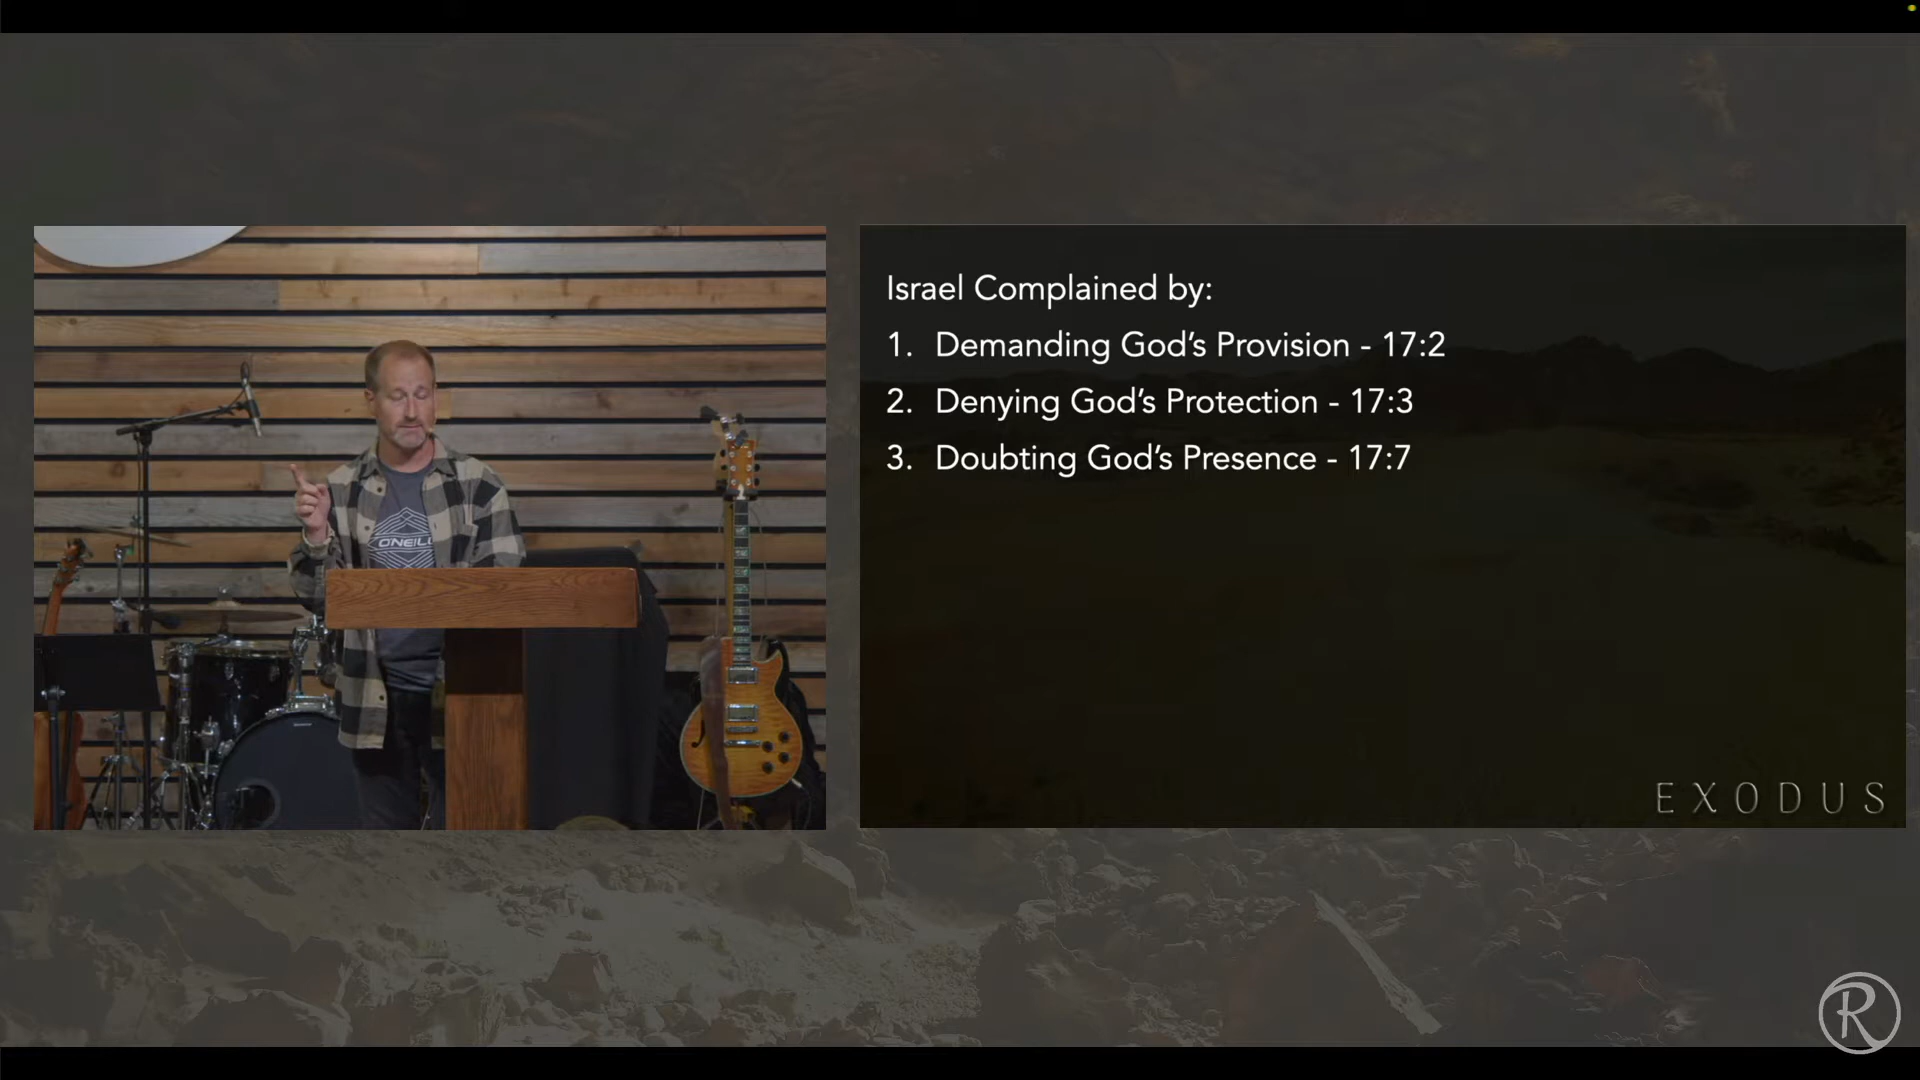 Israel Complained by:
1. Demanding God's Provision - 17:2
2. Denying God's Protection - 17:3
3. Doubting God's Presence - 17:7
O'NEILL
EXODUS
R